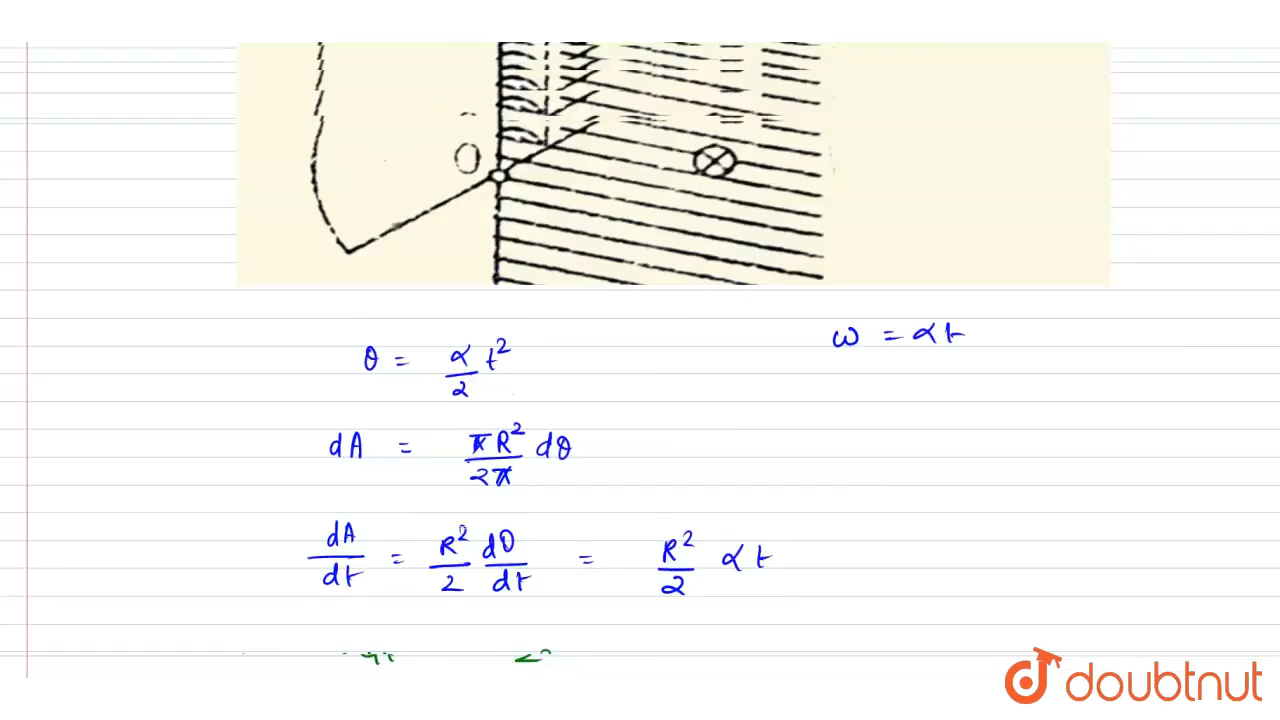 O
ω = αt
θ = α/2 t²
dA = πR²/2π dθ
dA/dt = R²/2 dθ/dt = R²/2 αt
doubtnut